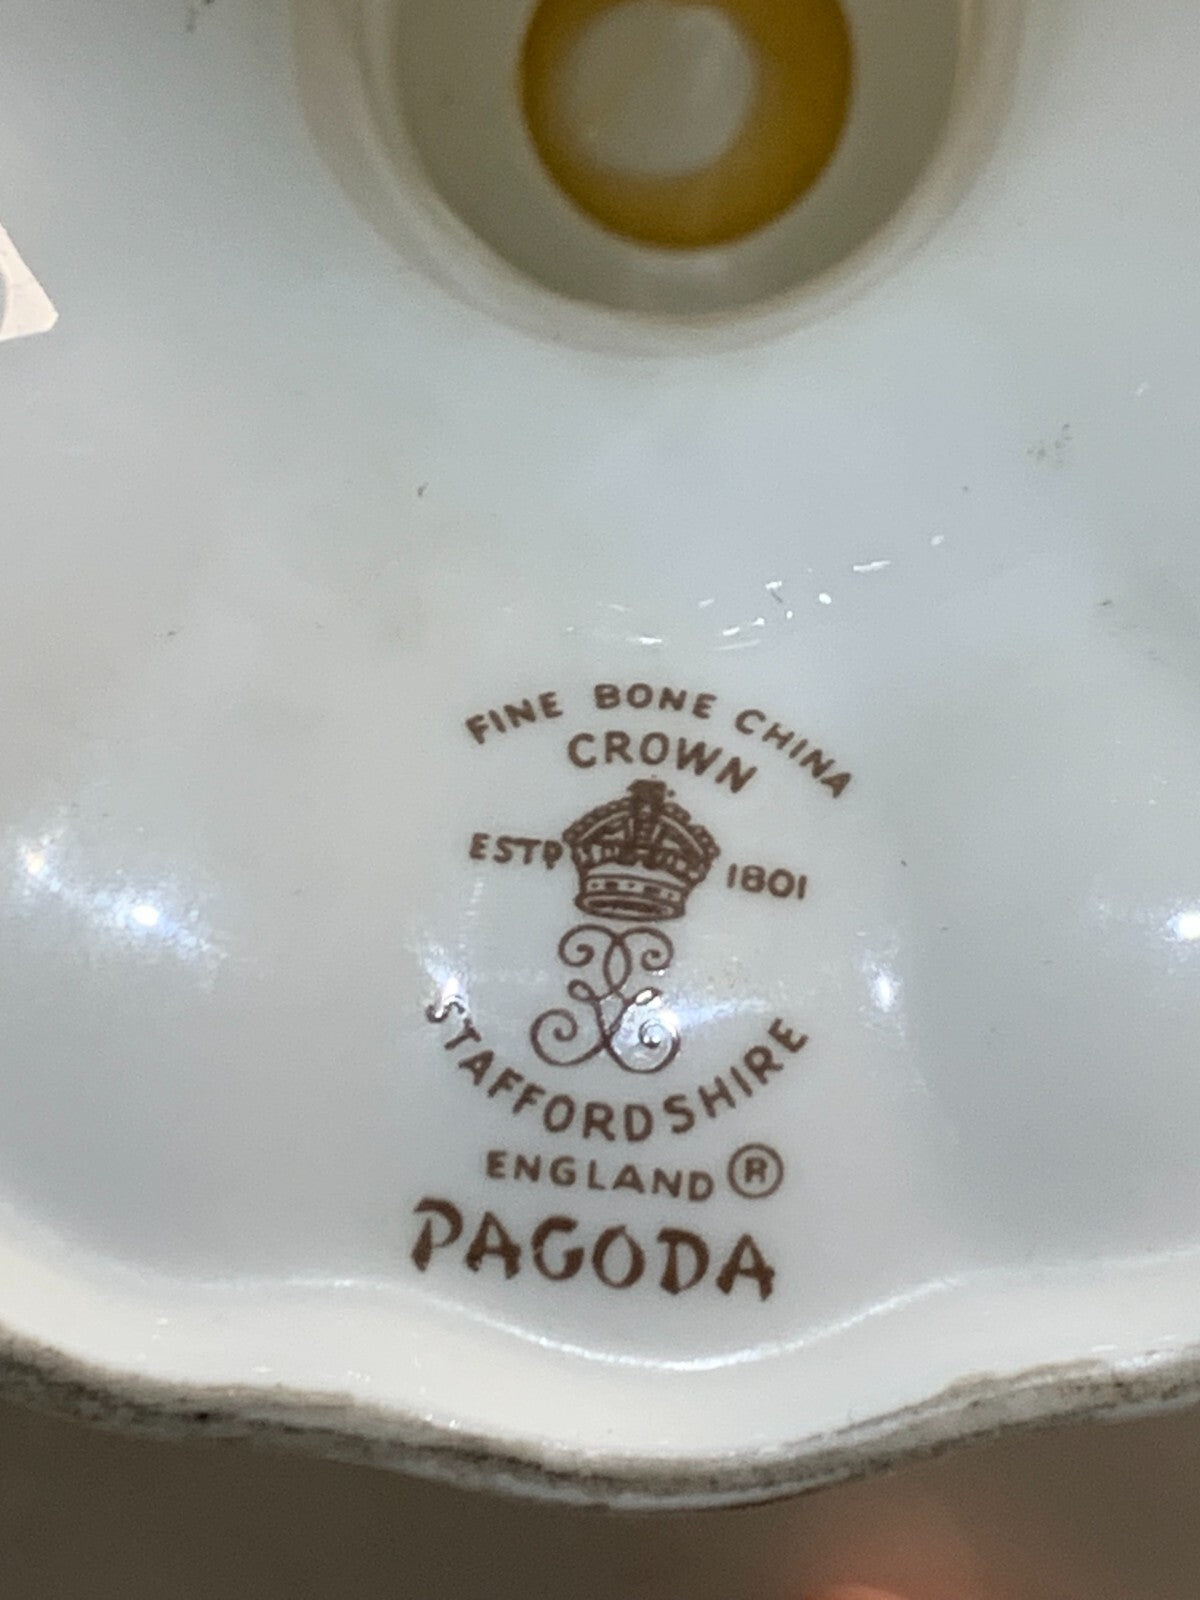 FINE BONE CHINA
CROWN
ESTD 1801
STAFFORDSHIRE
ENGLAND ®
PAGODA